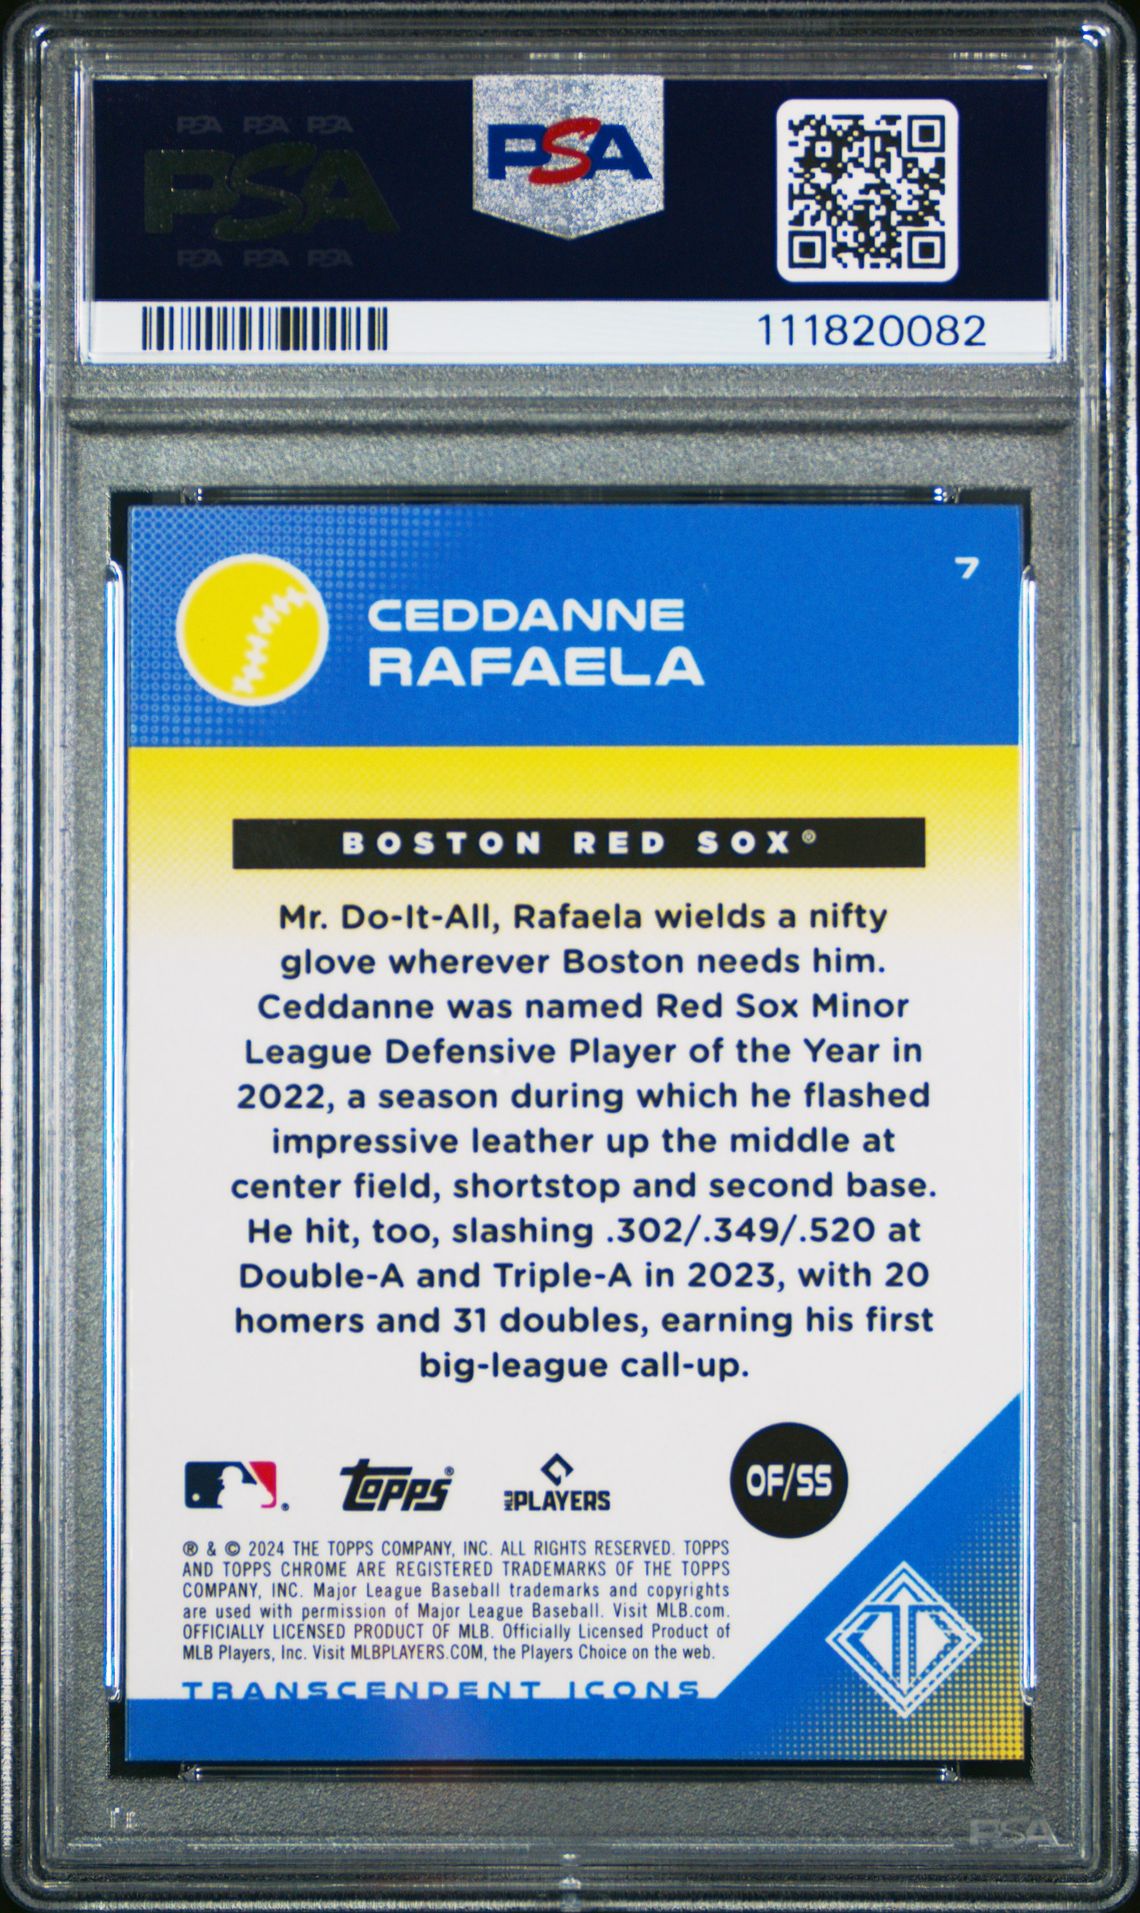 PSA PSA PSA
PSA
PSA PSA PSA
PSA
111820082
7
CEDDANNE
RAFAELA
BOSTON RED SOX®
Mr. Do-It-All, Rafaela wields a nifty
glove wherever Boston needs him.
Ceddanne was named Red Sox Minor
League Defensive Player of the Year in
2022, a season during which he flashed
impressive leather up the middle at
center field, shortstop and second base.
He hit, too, slashing .302/.349/.520 at
Double-A and Triple-A in 2023, with 20
homers and 31 doubles, earning his first
big-league call-up.
Topps® MLB PLAYERS OF/SS
® & © 2024 THE TOPPS COMPANY, INC. ALL RIGHTS RESERVED. TOPPS
AND TOPPS CHROME ARE REGISTERED TRADEMARKS OF THE TOPPS
COMPANY, INC. Major League Baseball trademarks and copyrights
are used with permission of Major League Baseball. Visit MLB.com.
OFFICIALLY LICENSED PRODUCT OF MLB. Officially Licensed Product of
MLB Players, Inc. Visit MLBPLAYERS.COM, the Players Choice on the web.
TRANSCENDENT ICONS
T
PSA